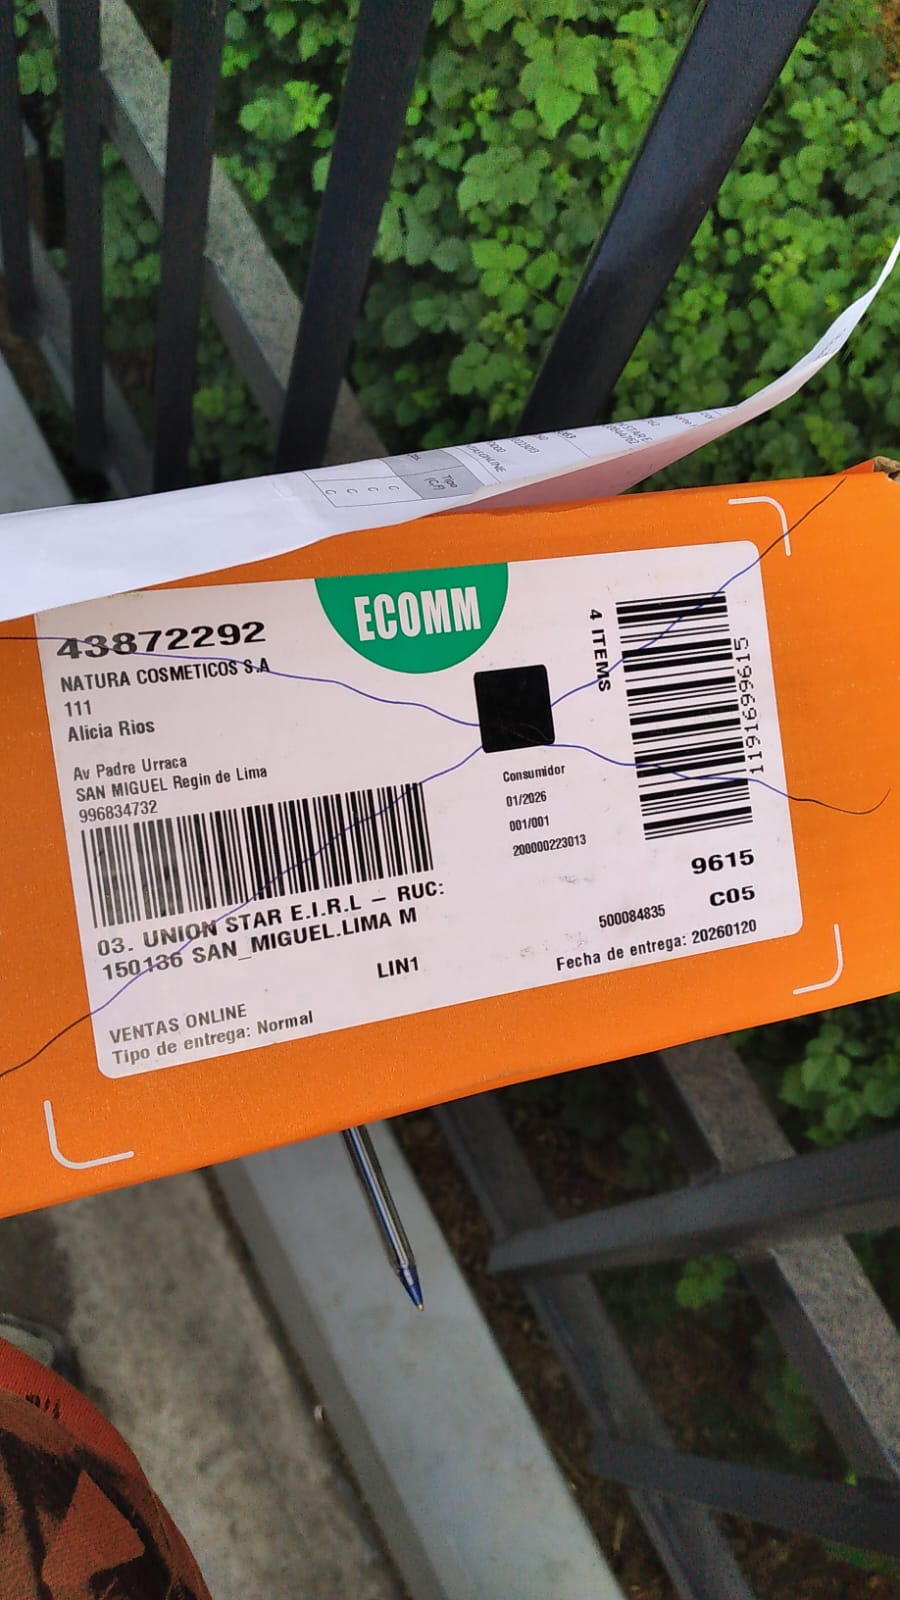 Tipo
(C,F)
C C C C
ECOMM
43872292
NATURA COSMETICOS S.A
111
Alicia Rios
Av Padre Urraca
SAN MIGUEL Regin de Lima
996834732
4 ITEMS
1191699615
Consumidor
01/2026
001/001
200000223013
03. UNION STAR E.I.R.L – RUC:
150136 SAN_MIGUEL.LIMA M
LIN1
9615
C05
500084835
Fecha de entrega: 20260120
VENTAS ONLINE
Tipo de entrega: Normal